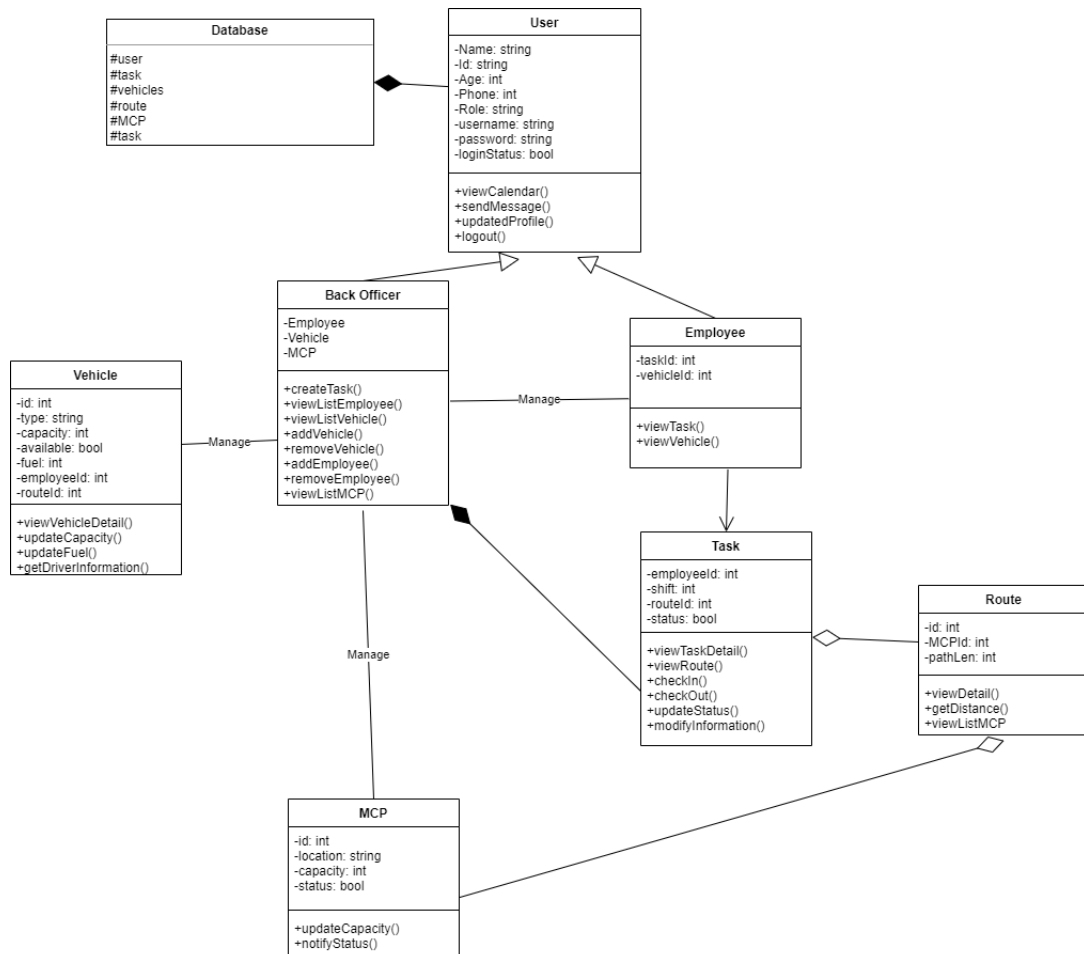 Database
#user
#task
#vehicles
#route
#MCP
#task
User
-Name: string
-Id: string
-Age: int
-Phone: int
-Role: string
-username: string
-password: string
-loginStatus: bool
+viewCalendar()
+sendMessage()
+updatedProfile()
+logout()
Back Officer
-Employee
-Vehicle
-MCP
+createTask()
+viewListEmployee()
+viewListVehicle()
+addVehicle()
+removeVehicle()
+addEmployee()
+removeEmployee()
+viewListMCP()
Manage
Employee
-taskId: int
-vehicleId: int
+viewTask()
+viewVehicle()
Vehicle
-id: int
-type: string
-capacity: int
-available: bool
-fuel: int
-employeeId: int
-routeId: int
+viewVehicleDetail()
+updateCapacity()
+updateFuel()
+getDriverInformation()
Manage
Task
-employeeId: int
-shift: int
-routeId: int
-status: bool
+viewTaskDetail()
+viewRoute()
+checkIn()
+checkOut()
+updateStatus()
+modifyInformation()
Route
-id: int
-MCPId: int
-pathLen: int
+viewDetail()
+getDistance()
+viewListMCP
Manage
MCP
-id: int
-location: string
-capacity: int
-status: bool
+updateCapacity()
+notifyStatus()